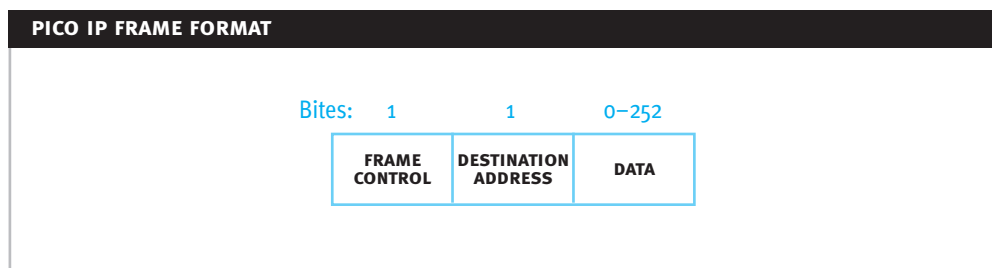 PICO IP FRAME FORMAT
Bites: 1 1 0–252
FRAME CONTROL
DESTINATION ADDRESS
DATA